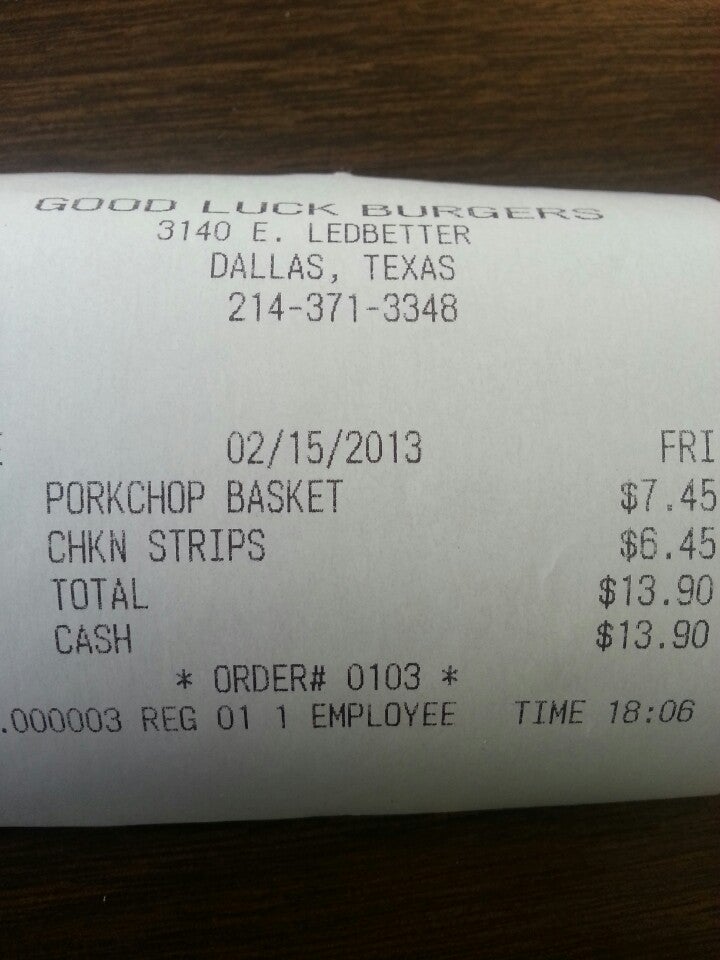 GOOD LUCK BURGERS
3140 E. LEDBETTER
DALLAS, TEXAS
214-371-3348
02/15/2013 FRI
PORKCHOP BASKET $7.45
CHKN STRIPS $6.45
TOTAL $13.90
CASH $13.90
* ORDER# 0103 *
.000003 REG 01 1 EMPLOYEE TIME 18:06